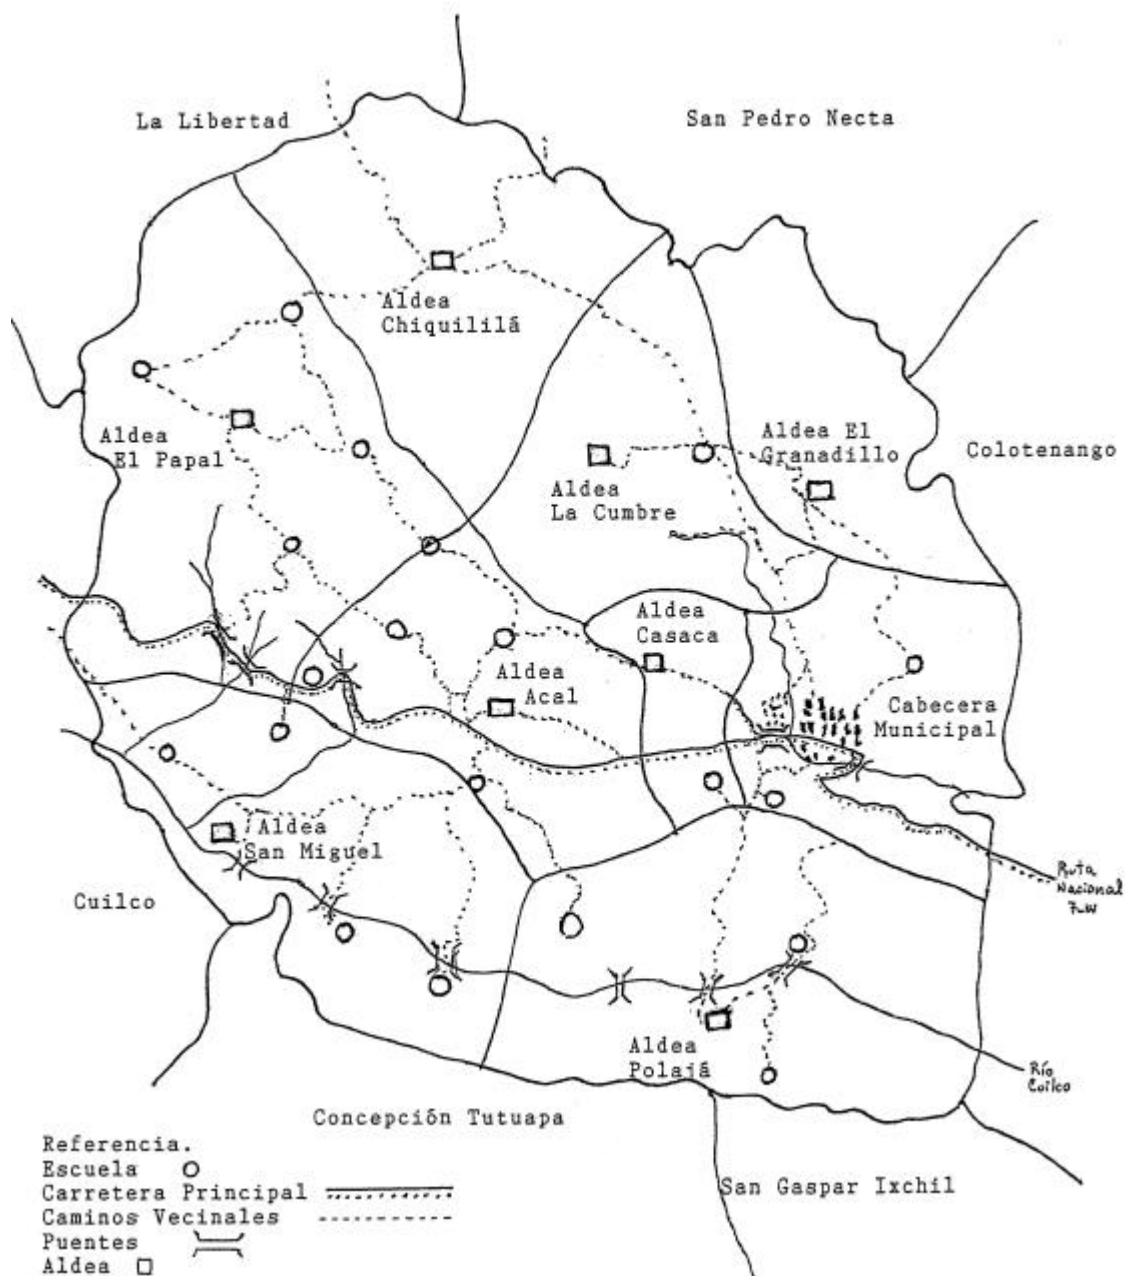 La Libertad
San Pedro Necta
Aldea
Chiquililá
Aldea
El Papal
Aldea El
Granadillo
Colotenango
Aldea
La Cumbre
Aldea
Casaca
Aldea
Acal
Cabecera
Municipal
Aldea
San Miguel
Cuilco
Ruta
Nacional
7-W
Aldea
Polajá
Río
Cuilco
Concepción Tutuapa
San Gaspar Ixchil
Referencia.
Escuela
Carretera Principal
Caminos Vecinales
Puentes
Aldea